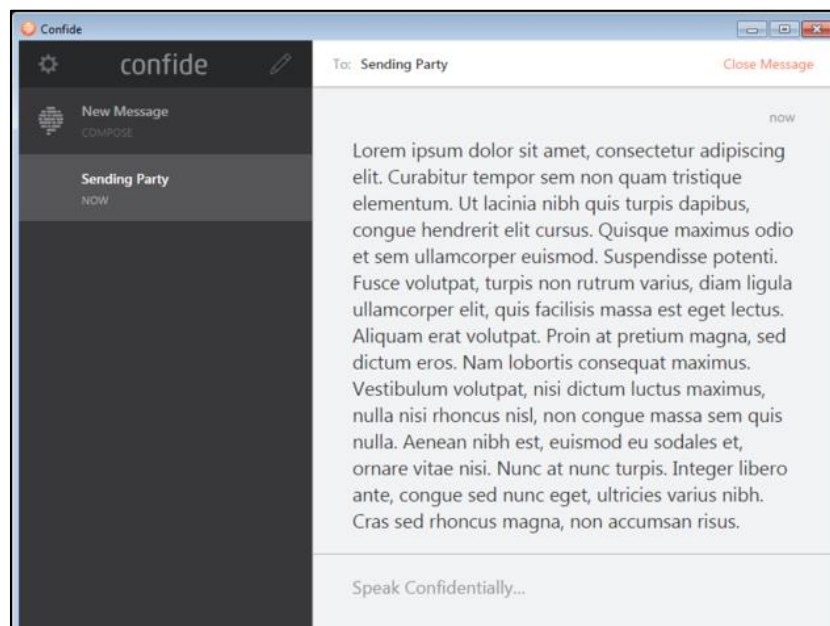 Confide
confide
To: Sending Party
Close Message
New Message
COMPOSE
Sending Party
NOW
now
Lorem ipsum dolor sit amet, consectetur adipiscing
elit. Curabitur tempor sem non quam tristique
elementum. Ut lacinia nibh quis turpis dapibus,
congue hendrerit elit cursus. Quisque maximus odio
et sem ullamcorper euismod. Suspendisse potenti.
Fusce volutpat, turpis non rutrum varius, diam ligula
ullamcorper elit, quis facilisis massa est eget lectus.
Aliquam erat volutpat. Proin at pretium magna, sed
dictum eros. Nam lobortis consequat maximus.
Vestibulum volutpat, nisi dictum luctus maximus,
nulla nisi rhoncus nisl, non congue massa sem quis
nulla. Aenean nibh est, euismod eu sodales et,
ornare vitae nisi. Nunc at nunc turpis. Integer libero
ante, congue sed nunc eget, ultricies varius nibh.
Cras sed rhoncus magna, non accumsan risus.
Speak Confidentially...